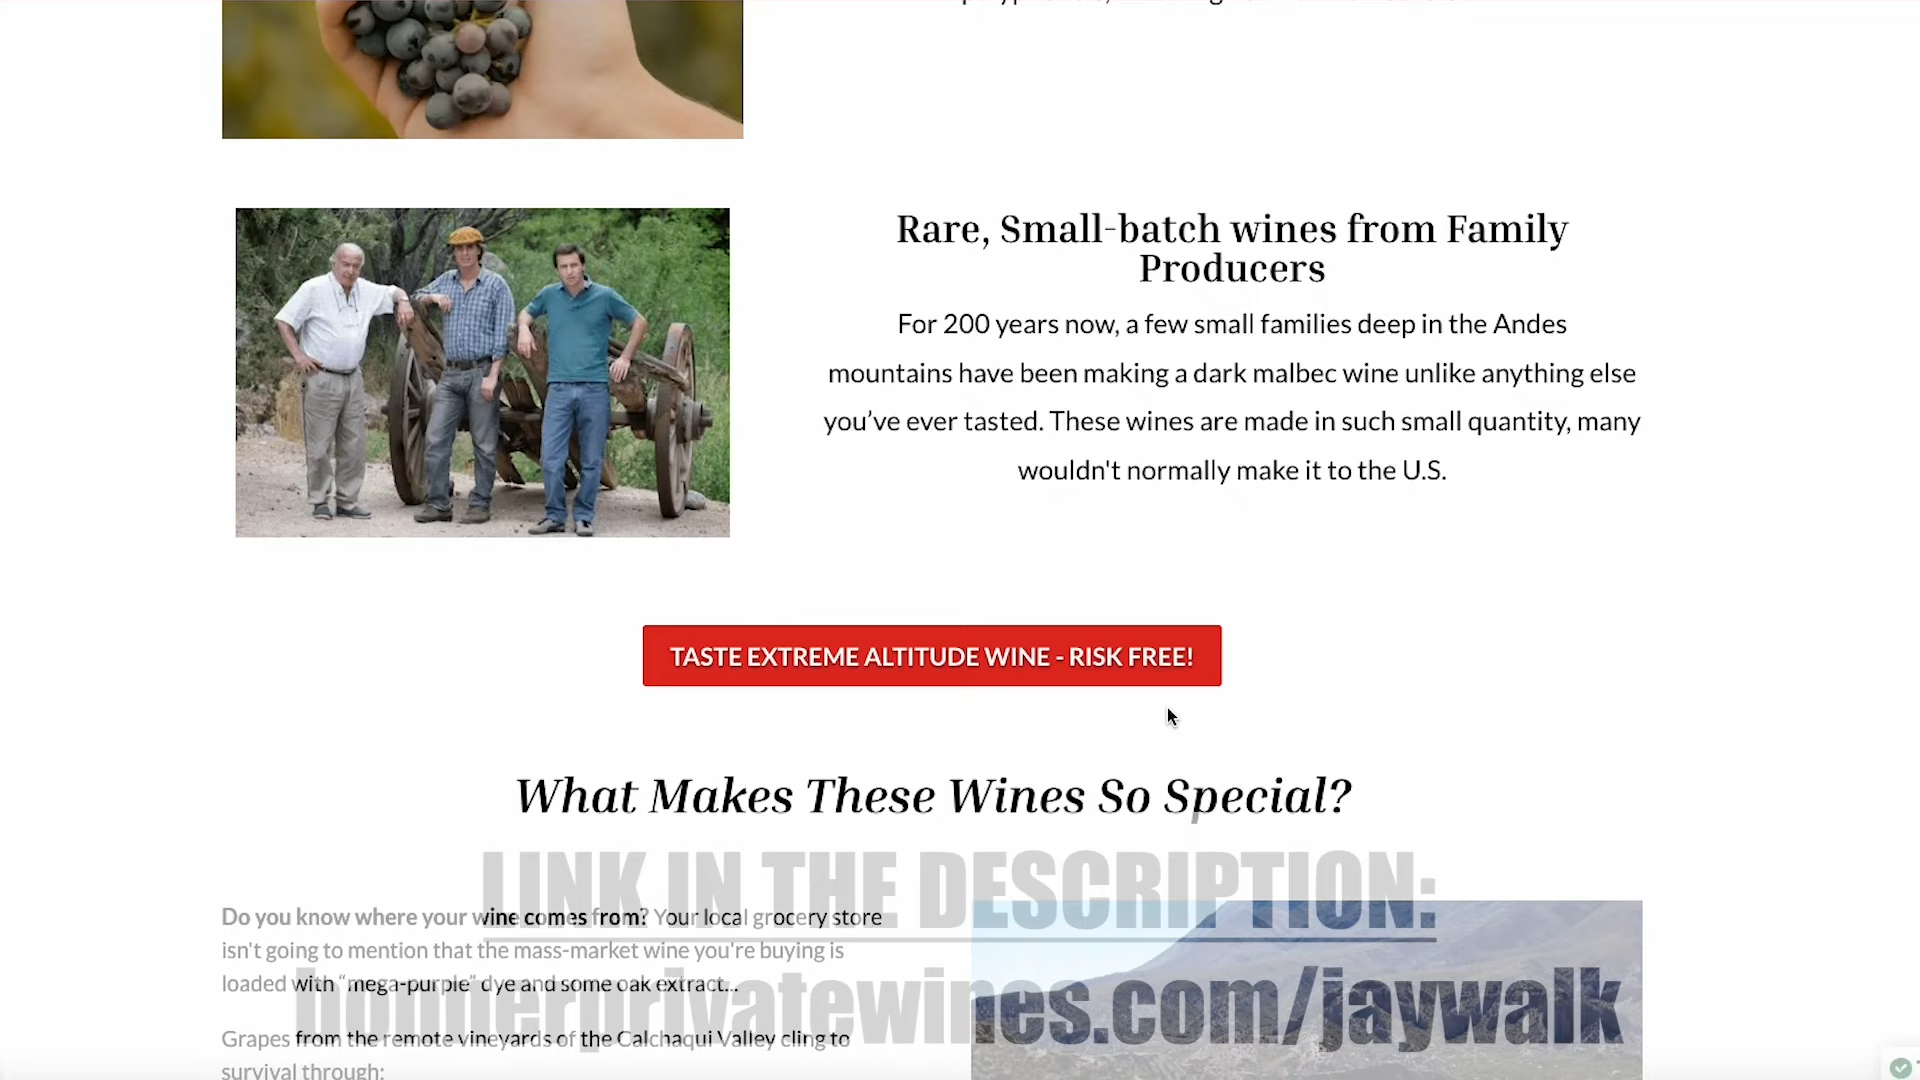 Rare, Small-batch wines from Family
Producers
For 200 years now, a few small families deep in the Andes
mountains have been making a dark malbec wine unlike anything else
you’ve ever tasted. These wines are made in such small quantity, many
wouldn't normally make it to the U.S.
TASTE EXTREME ALTITUDE WINE - RISK FREE!
What Makes These Wines So Special?
LINK IN THE DESCRIPTION:
Do you know where your wine comes from? Your local grocery store
isn't going to mention that the mass-market wine you're buying is
loaded with “mega-purple” dye and some oak extract...
bonnerprivatewines.com/jaywalk
Grapes from the remote vineyards of the Calchaqui Valley cling to
survival through: